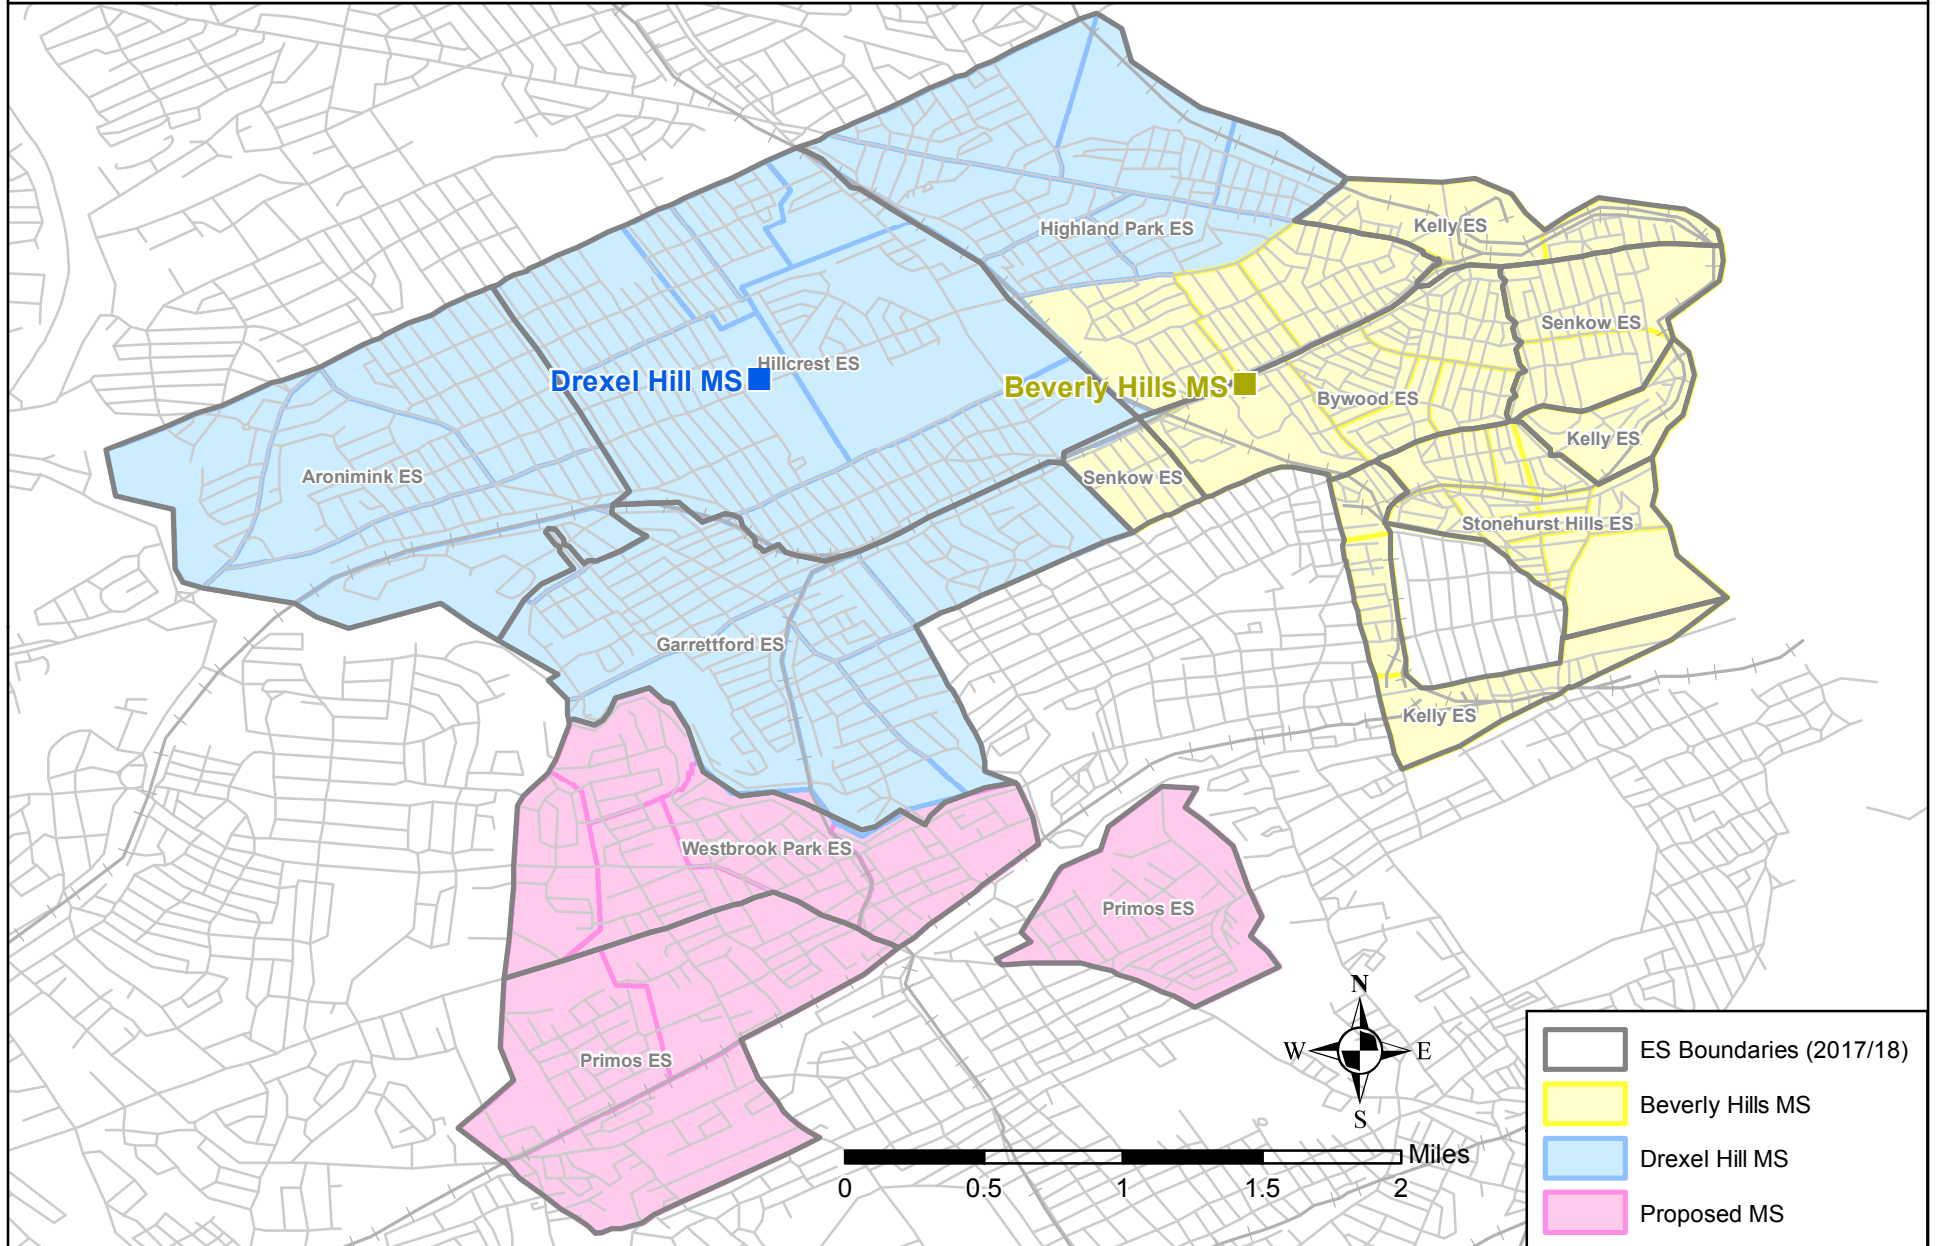 Highland Park ES
Kelly ES
Senkow ES
Hillcrest ES
Drexel Hill MS
Beverly Hills MS
Bywood ES
Kelly ES
Aronimink ES
Senkow ES
Stonehurst Hills ES
Garrettford ES
Kelly ES
Westbrook Park ES
Primos ES
Primos ES
N
W
E
S
Miles
0 0.5 1 1.5 2
ES Boundaries (2017/18)
Beverly Hills MS
Drexel Hill MS
Proposed MS